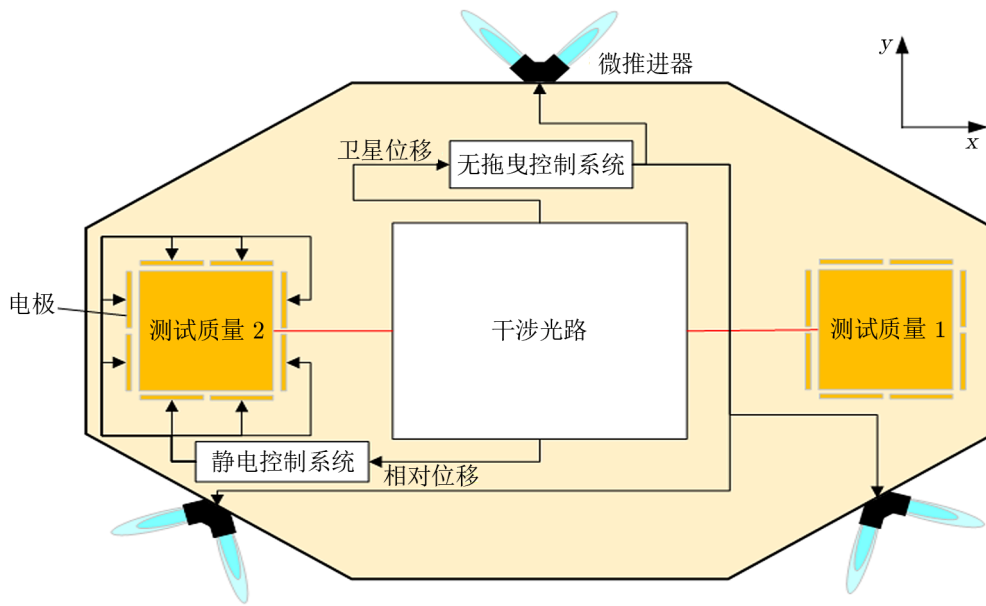 微推进器
y
x
卫星位移
无拖曳控制系统
电极
测试质量 2
干涉光路
测试质量 1
静电控制系统
相对位移